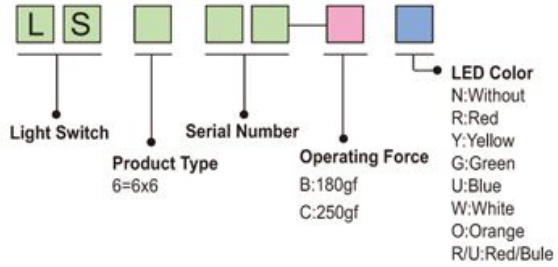 L S
Light Switch
Product Type
6=6x6
Serial Number
Operating Force
B:180gf
C:250gf
LED Color
N:Without
R:Red
Y:Yellow
G:Green
U:Blue
W:White
O:Orange
R/U:Red/Bule